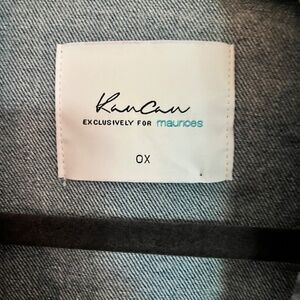 KanCan
EXCLUSIVELY FOR maurices
0X